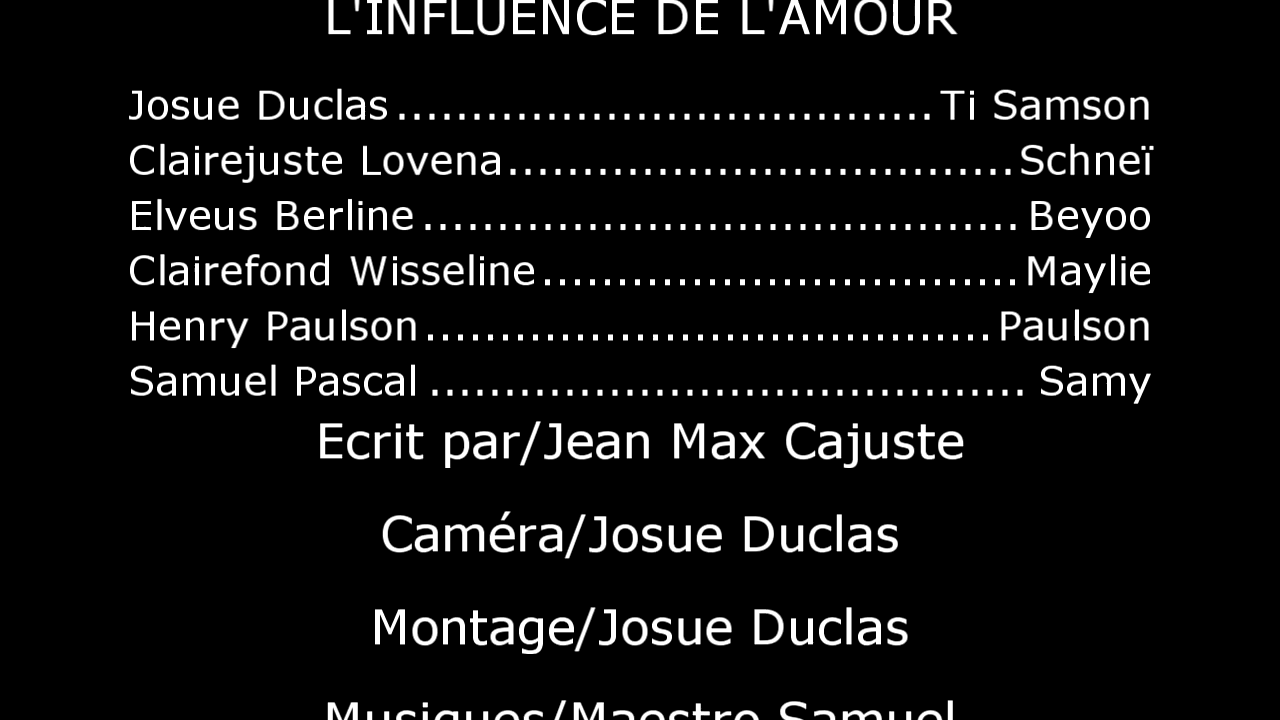 L'INFLUENCE DE L'AMOUR
Josue Duclas....................................Ti Samson
Clairejuste Lovena..................................Schneï
Elveus Berline........................................Beyoo
Clairefond Wisseline................................Maylie
Henry Paulson......................................Paulson
Samuel Pascal........................................Samy
Ecrit par/Jean Max Cajuste
Caméra/Josue Duclas
Montage/Josue Duclas
Musiques/Maestro Samuel